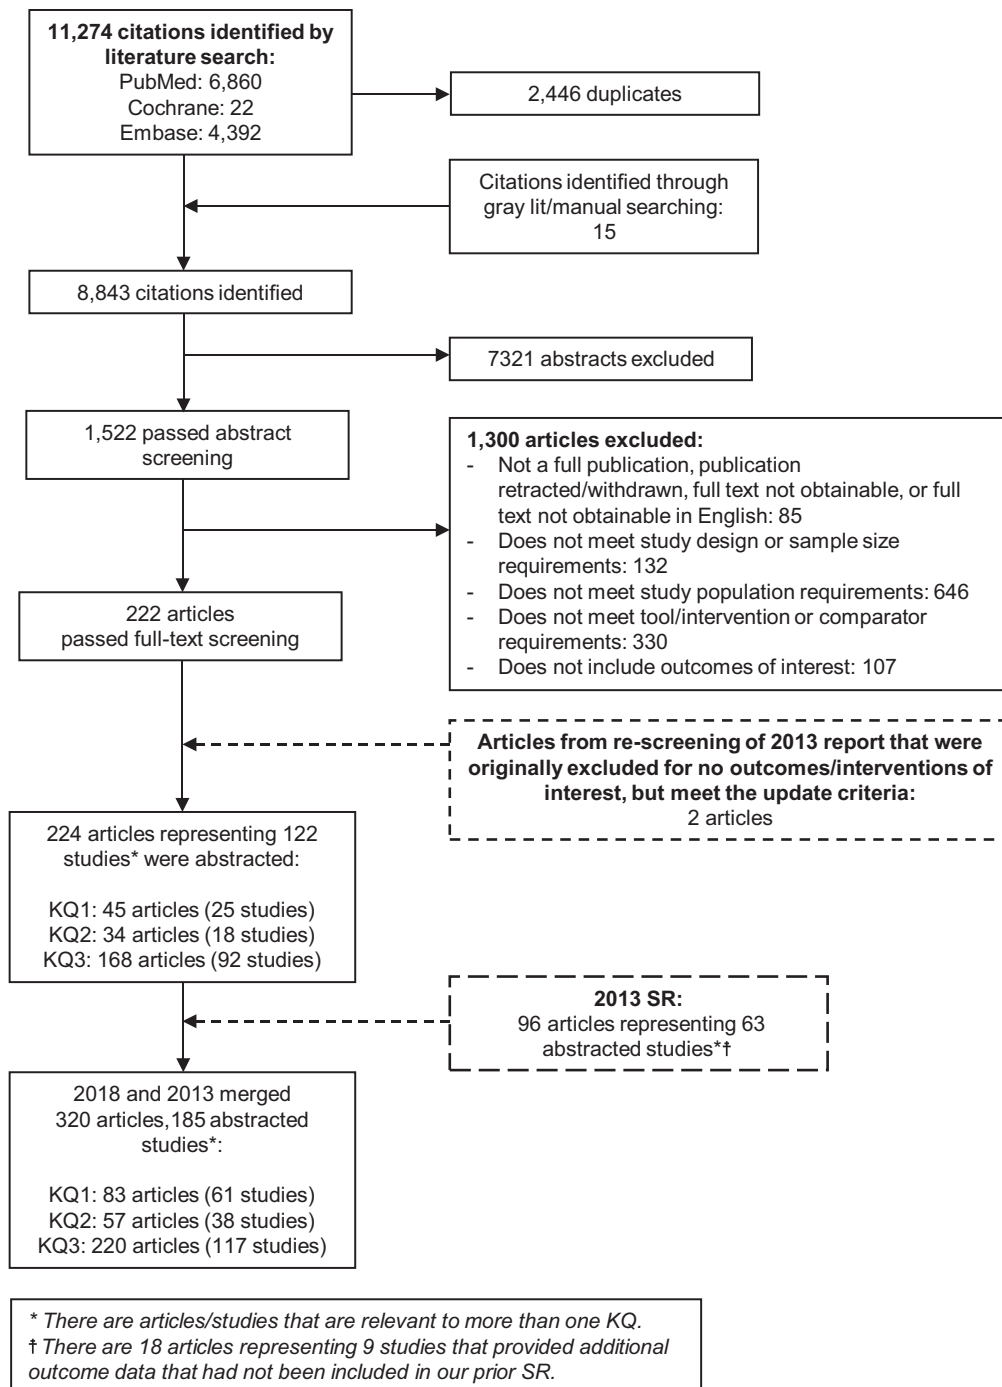 11,274 citations identified by
literature search:
PubMed: 6,860
Cochrane: 22
Embase: 4,392
2,446 duplicates
Citations identified through
gray lit/manual searching:
15
8,843 citations identified
7321 abstracts excluded
1,522 passed abstract
screening
1,300 articles excluded:
- Not a full publication, publication
retracted/withdrawn, full text not obtainable, or full
text not obtainable in English: 85
- Does not meet study design or sample size
requirements: 132
- Does not meet study population requirements: 646
- Does not meet tool/intervention or comparator
requirements: 330
- Does not include outcomes of interest: 107
222 articles
passed full-text screening
Articles from re-screening of 2013 report that were
originally excluded for no outcomes/interventions of
interest, but meet the update criteria:
2 articles
224 articles representing 122
studies* were abstracted:
KQ1: 45 articles (25 studies)
KQ2: 34 articles (18 studies)
KQ3: 168 articles (92 studies)
2013 SR:
96 articles representing 63
abstracted studies*†
2018 and 2013 merged
320 articles,185 abstracted
studies*:
KQ1: 83 articles (61 studies)
KQ2: 57 articles (38 studies)
KQ3: 220 articles (117 studies)
* There are articles/studies that are relevant to more than one KQ.
† There are 18 articles representing 9 studies that provided additional
outcome data that had not been included in our prior SR.